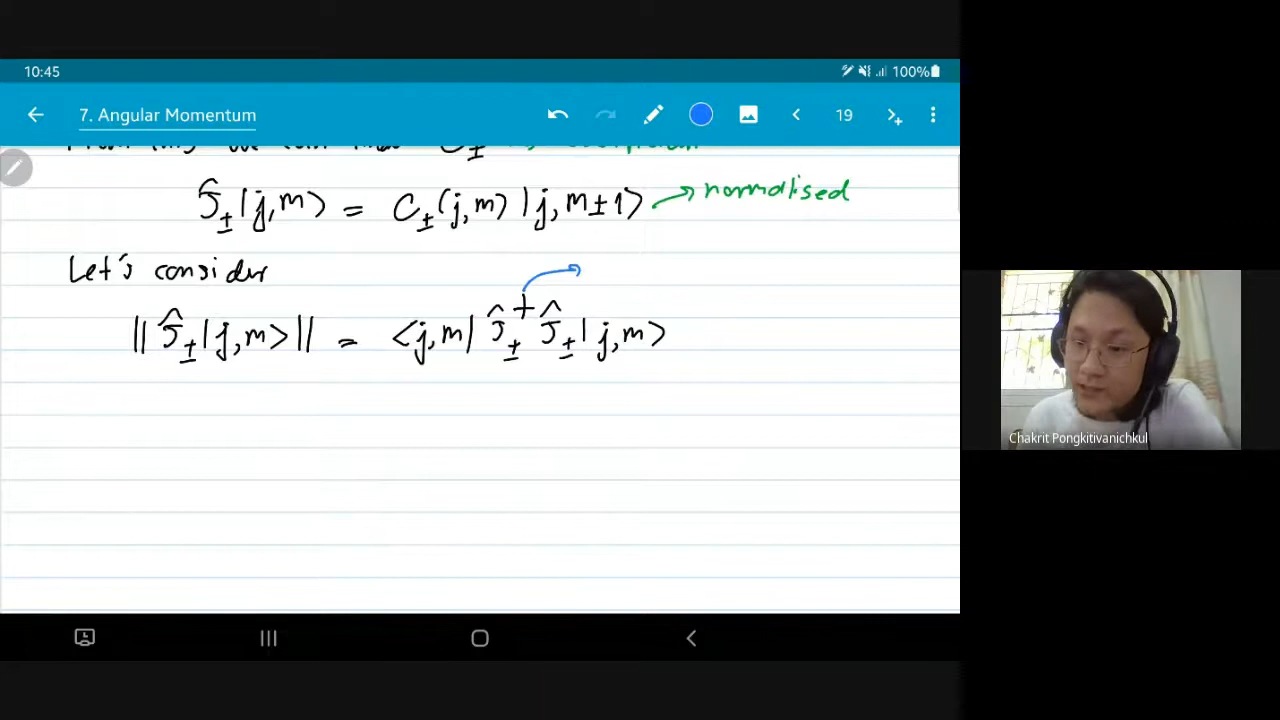 10:45 100%
7. Angular Momentum 19
Ĵ± |j,m> = C±(j,m) |j, m±1> → normalised
Let's consider
|| Ĵ± |j,m> || = <j,m| Ĵ±† Ĵ± |j,m>
Chakrit Pongkitivanichkul